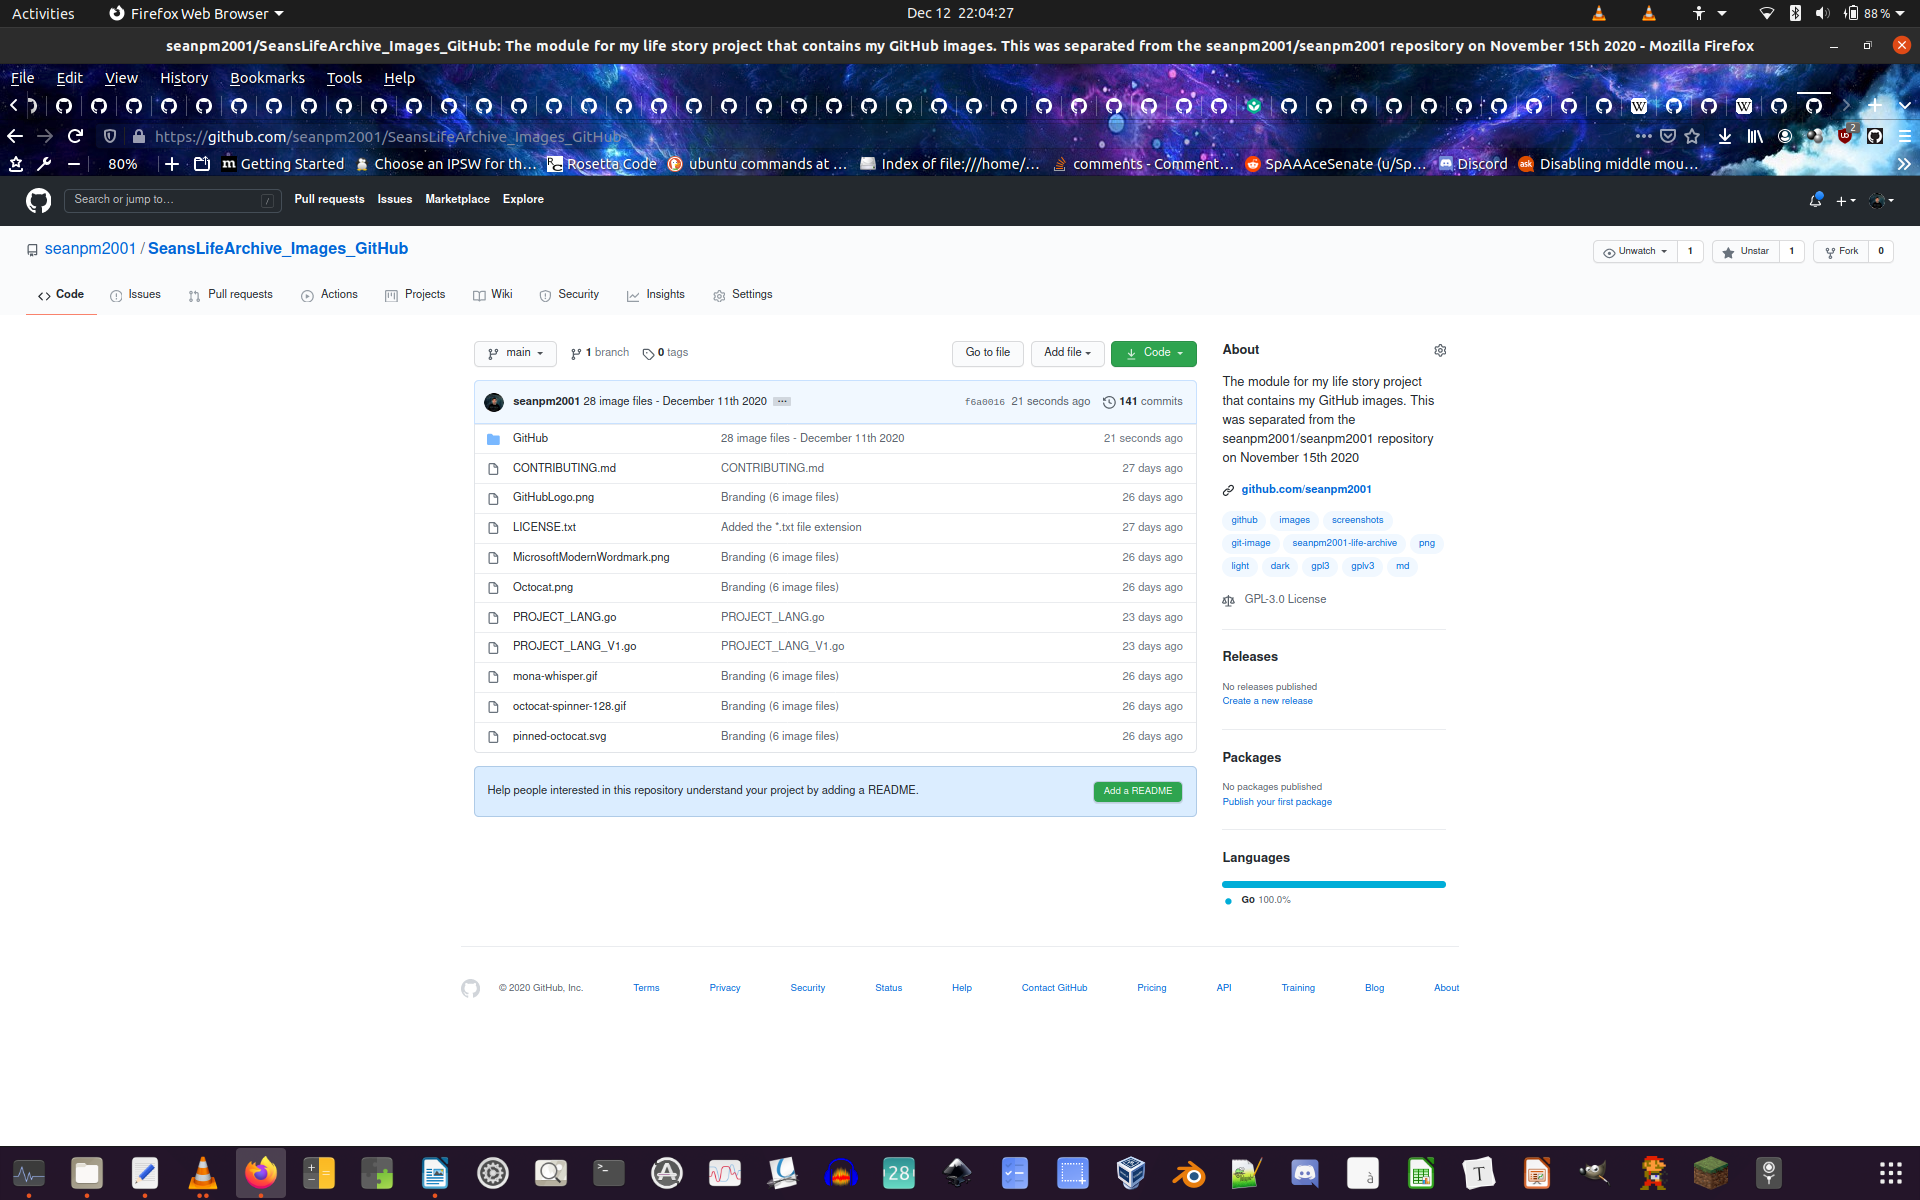 Activities Firefox Web Browser Dec 12 22:04:27 88 %
seanpm2001/SeansLifeArchive_Images_GitHub: The module for my life story project that contains my GitHub images. This was separated from the seanpm2001/seanpm2001 repository on November 15th 2020 - Mozilla Firefox
File Edit View History Bookmarks Tools Help
https://github.com/seanpm2001/SeansLifeArchive_Images_GitHub 2
80% Getting Started Choose an IPSW for th… Rosetta Code ubuntu commands at … Index of file:///home/… comments - Comment… SpAAAceSenate (u/Sp… Discord Disabling middle mou…
Search or jump to… / Pull requests Issues Marketplace Explore
seanpm2001 / SeansLifeArchive_Images_GitHub Unwatch 1 Unstar 1 Fork 0
Code Issues Pull requests Actions Projects Wiki Security Insights Settings
main 1 branch 0 tags Go to file Add file Code
seanpm2001 28 image files - December 11th 2020 ··· f6a0016 21 seconds ago 141 commits
GitHub 28 image files - December 11th 2020 21 seconds ago
CONTRIBUTING.md CONTRIBUTING.md 27 days ago
GitHubLogo.png Branding (6 image files) 26 days ago
LICENSE.txt Added the *.txt file extension 27 days ago
MicrosoftModernWordmark.png Branding (6 image files) 26 days ago
Octocat.png Branding (6 image files) 26 days ago
PROJECT_LANG.go PROJECT_LANG.go 23 days ago
PROJECT_LANG_V1.go PROJECT_LANG_V1.go 23 days ago
mona-whisper.gif Branding (6 image files) 26 days ago
octocat-spinner-128.gif Branding (6 image files) 26 days ago
pinned-octocat.svg Branding (6 image files) 26 days ago
Help people interested in this repository understand your project by adding a README. Add a README
About
The module for my life story project
that contains my GitHub images. This
was separated from the
seanpm2001/seanpm2001 repository
on November 15th 2020
github.com/seanpm2001
github images screenshots
git-image seanpm2001-life-archive png
light dark gpl3 gplv3 md
GPL-3.0 License
Releases
No releases published
Create a new release
Packages
No packages published
Publish your first package
Languages
Go 100.0%
© 2020 GitHub, Inc. Terms Privacy Security Status Help Contact GitHub Pricing API Training Blog About
28